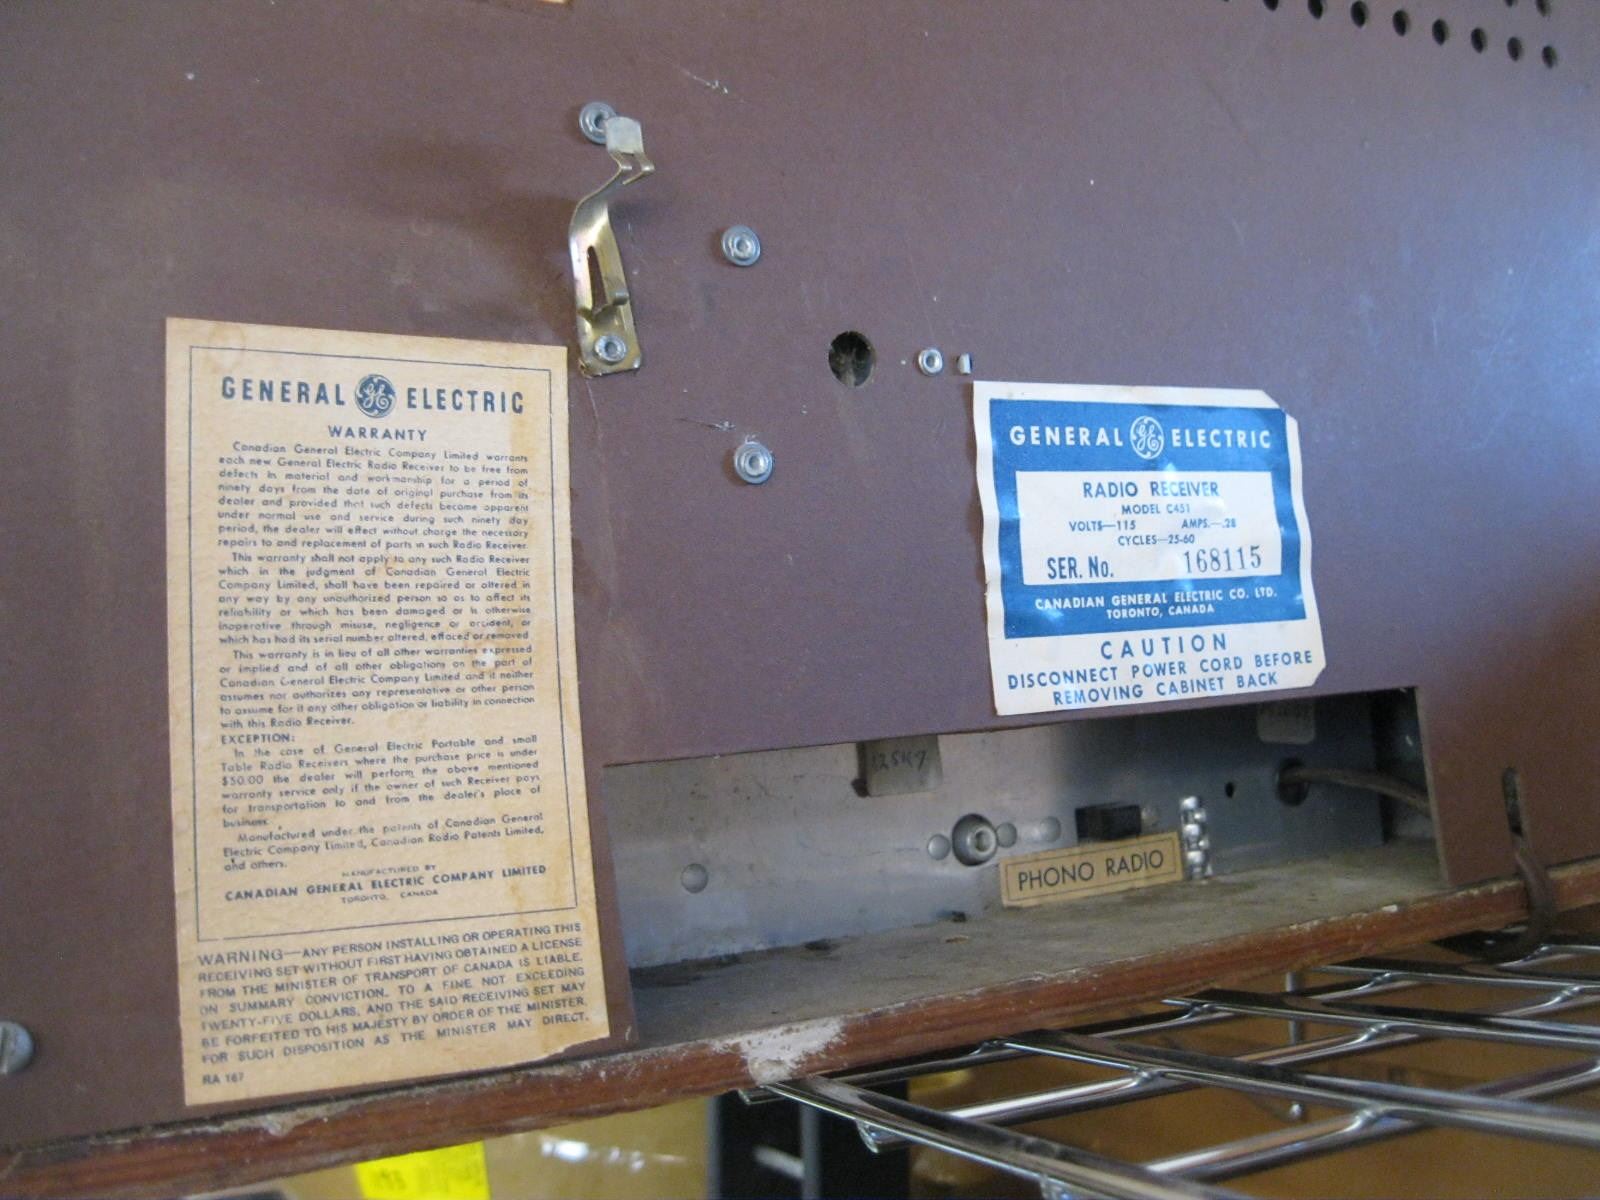 GENERAL GE ELECTRIC
WARRANTY
Canadian General Electric Company Limited warrants
each new General Electric Radio Receiver to be free from
defects in material and workmanship for a period of
ninety days from the date of original purchase from its
dealer and provided that such defects become apparent
under normal use and service during such ninety day
period, the dealer will effect without charge the necessary
repairs to and replacement of parts in such Radio Receiver.
This warranty shall not apply to any such Radio Receiver
which in the judgment of Canadian General Electric
Company Limited, shall have been repaired or altered in
any way by any unauthorized person so as to affect its
reliability or which has been damaged or is otherwise
inoperative through misuse, negligence or accident, or
which has had its serial number altered, effaced or removed.
This warranty is in lieu of all other warranties expressed
or implied and of all other obligations on the part of
Canadian General Electric Company Limited and it neither
assumes nor authorizes any representative or other person
to assume for it any other obligation or liability in connection
with this Radio Receiver.
EXCEPTION:
In the case of General Electric Portable and small
Table Radio Receivers where the purchase price is under
$50.00 the dealer will perform the above mentioned
warranty service only if the owner of such Receiver pays
for transportation to and from the dealer's place of
business.
Manufactured under the patents of Canadian General
Electric Company Limited, Canadian Radio Patents Limited,
and others.
MANUFACTURED BY
CANADIAN GENERAL ELECTRIC COMPANY LIMITED
TORONTO, CANADA
WARNING—ANY PERSON INSTALLING OR OPERATING THIS
RECEIVING SET WITHOUT FIRST HAVING OBTAINED A LICENSE
FROM THE MINISTER OF TRANSPORT OF CANADA IS LIABLE,
ON SUMMARY CONVICTION, TO A FINE NOT EXCEEDING
TWENTY-FIVE DOLLARS, AND THE SAID RECEIVING SET MAY
BE FORFEITED TO HIS MAJESTY BY ORDER OF THE MINISTER,
FOR SUCH DISPOSITION AS THE MINISTER MAY DIRECT.
RA 167
GENERAL GE ELECTRIC
RADIO RECEIVER
MODEL C451
VOLTS—115 AMPS.—.28
CYCLES—25-60
SER. No. 168115
CANADIAN GENERAL ELECTRIC CO. LTD.
TORONTO, CANADA
CAUTION
DISCONNECT POWER CORD BEFORE
REMOVING CABINET BACK
12SK7
PHONO RADIO